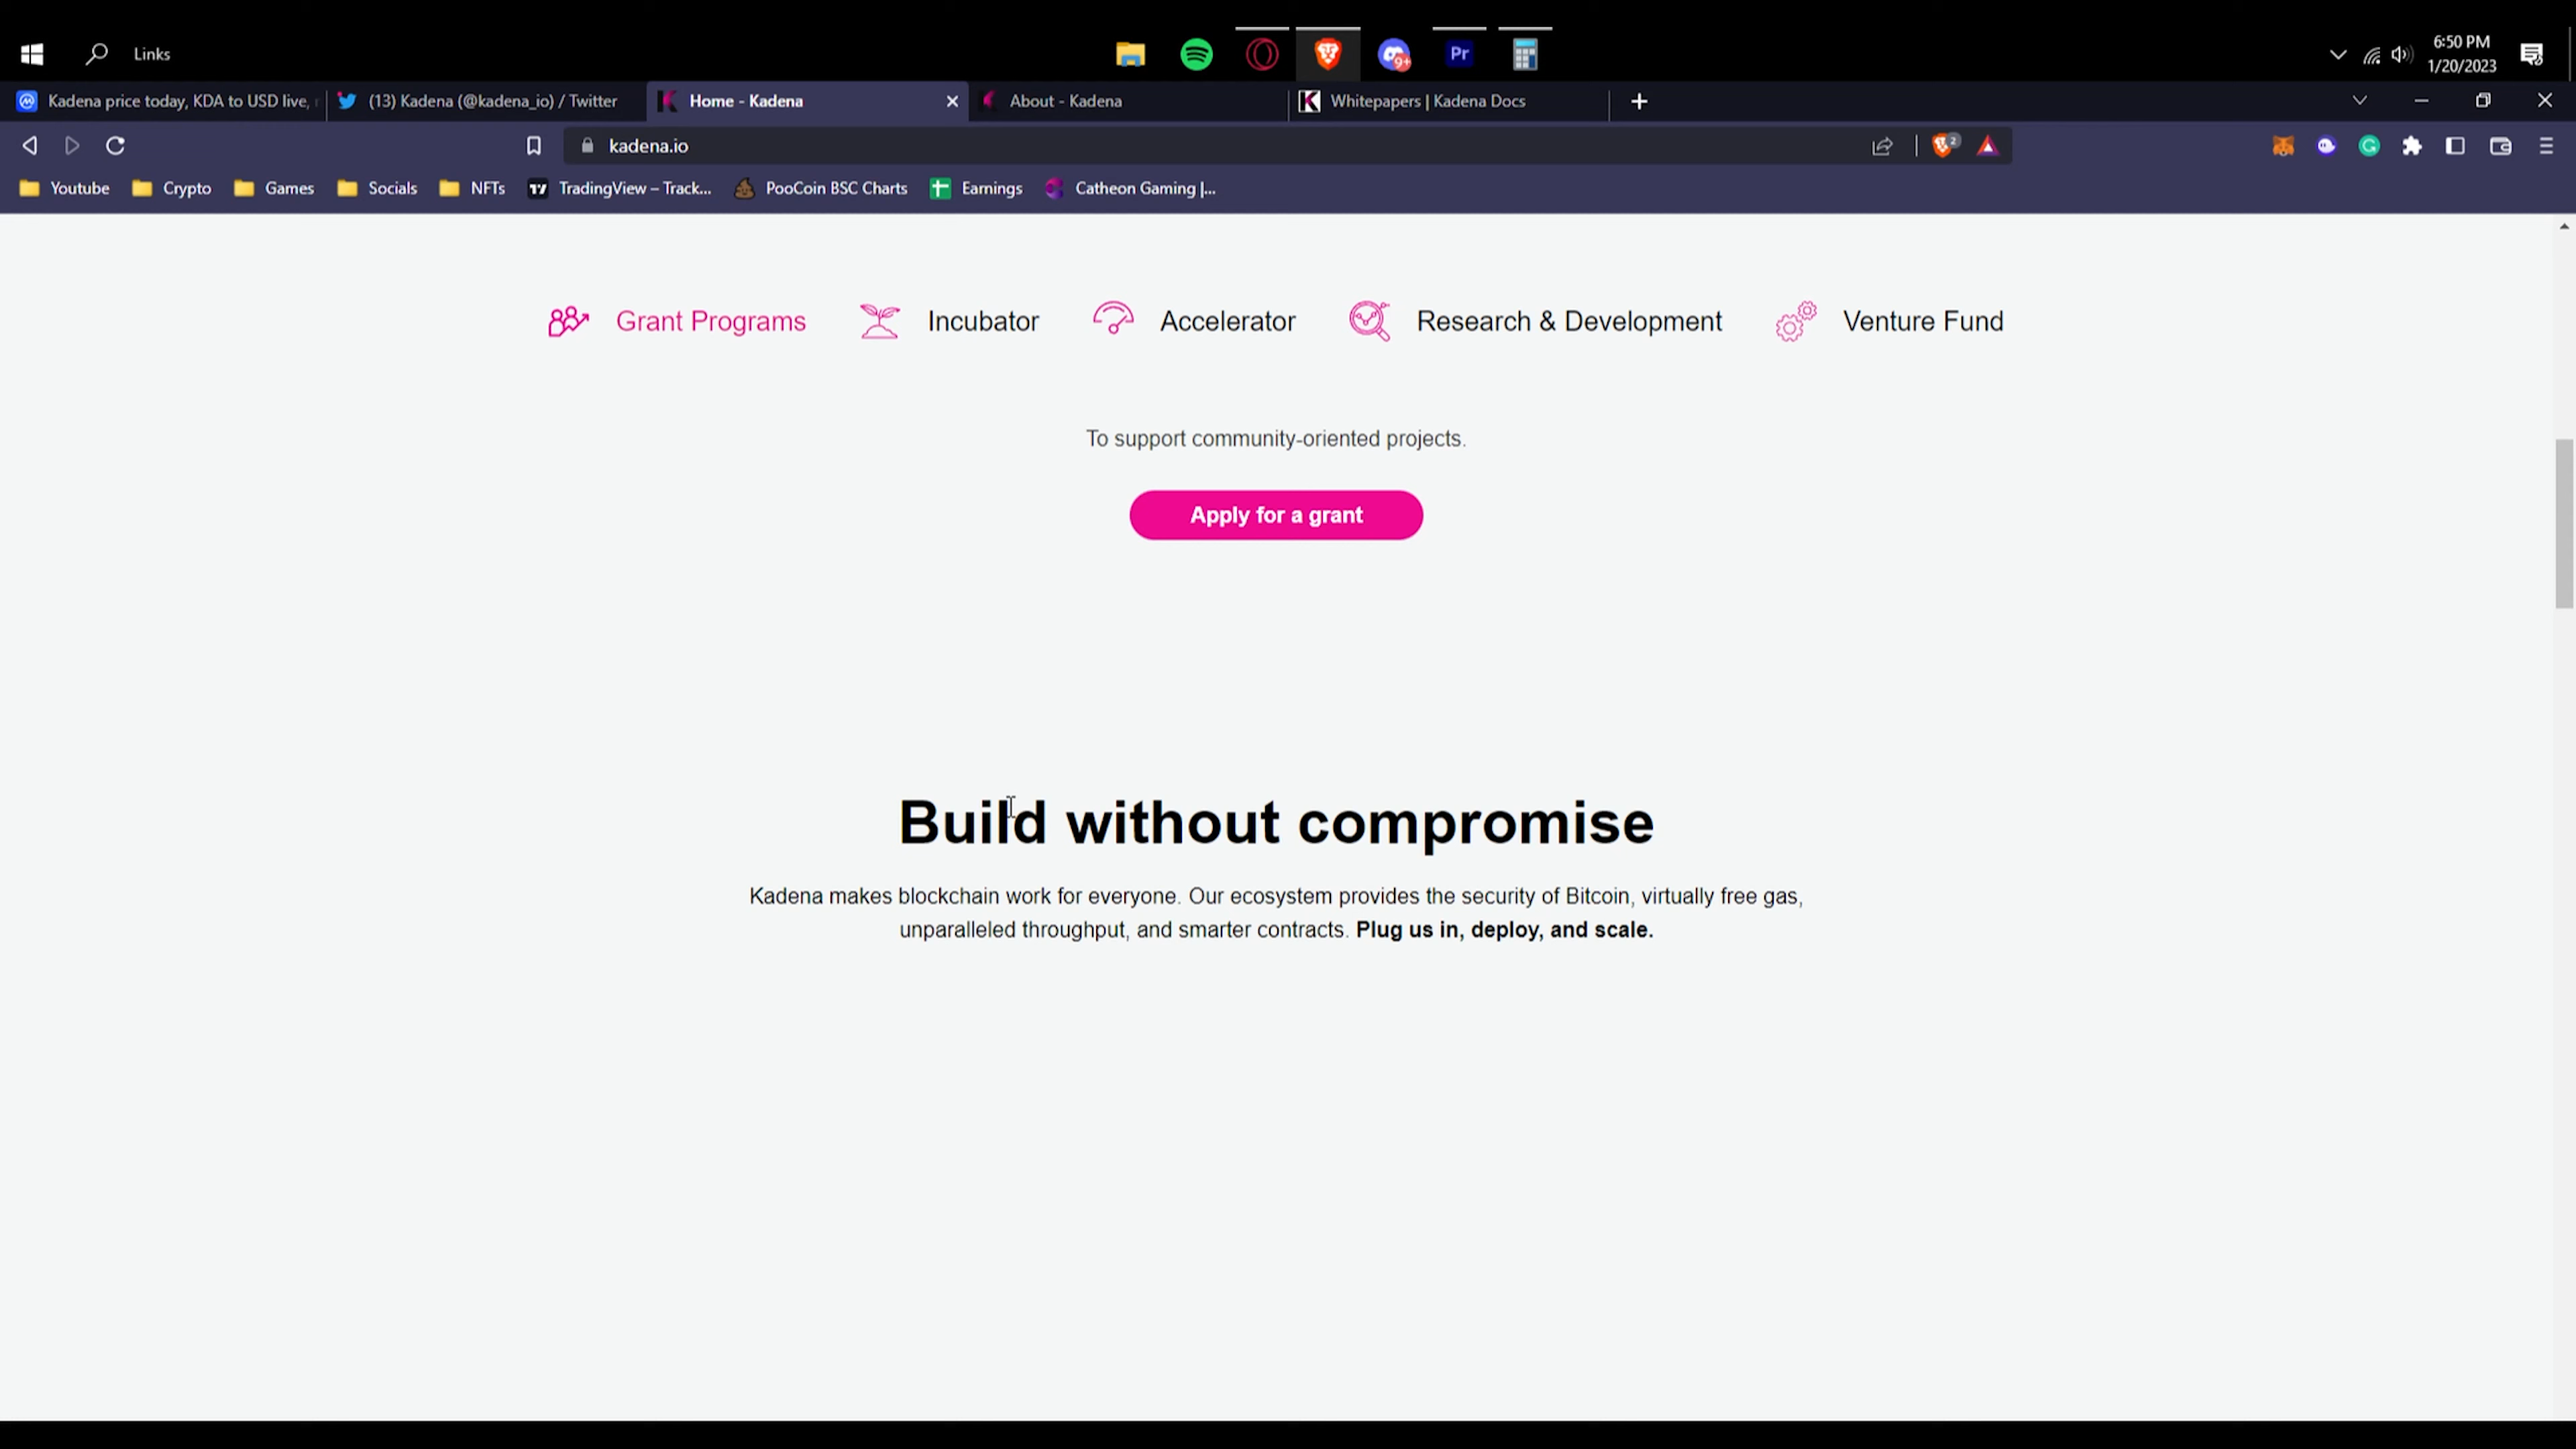 Links
9+
6:50 PM
1/20/2023
Kadena price today, KDA to USD live,
(13) Kadena (@kadena_io) / Twitter
Home - Kadena
About - Kadena
Whitepapers | Kadena Docs
kadena.io
2
Youtube
Crypto
Games
Socials
NFTs
TradingView – Track...
PooCoin BSC Charts
Earnings
Catheon Gaming |...
Pr
Grant Programs
Incubator
Accelerator
Research & Development
Venture Fund
To support community-oriented projects.
Apply for a grant
Build without compromise
Kadena makes blockchain work for everyone. Our ecosystem provides the security of Bitcoin, virtually free gas,
unparalleled throughput, and smarter contracts. Plug us in, deploy, and scale.